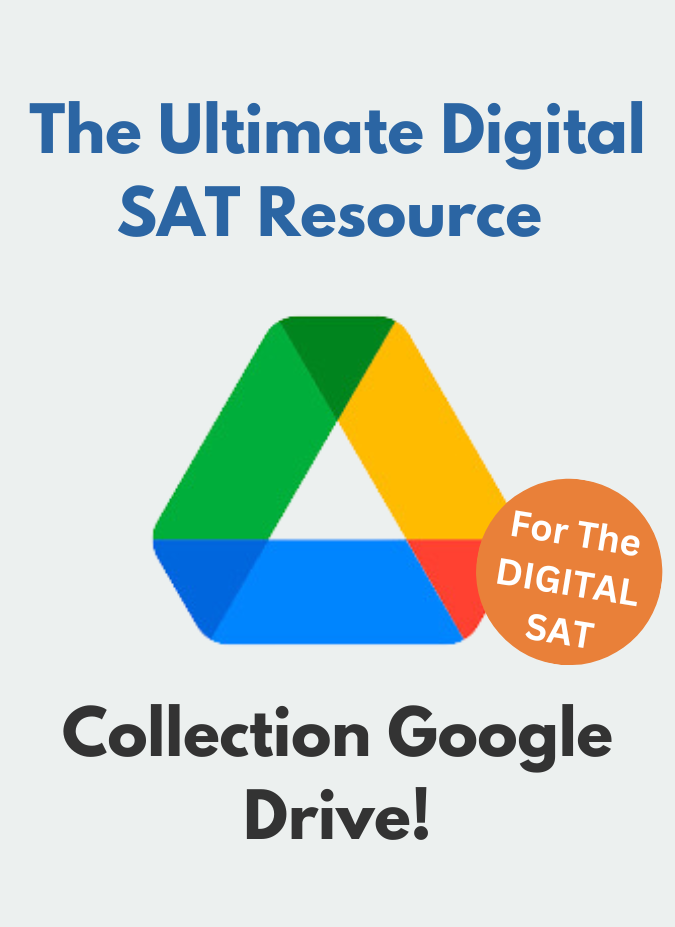 The Ultimate Digital
SAT Resource
For The
DIGITAL
SAT
Collection Google
Drive!